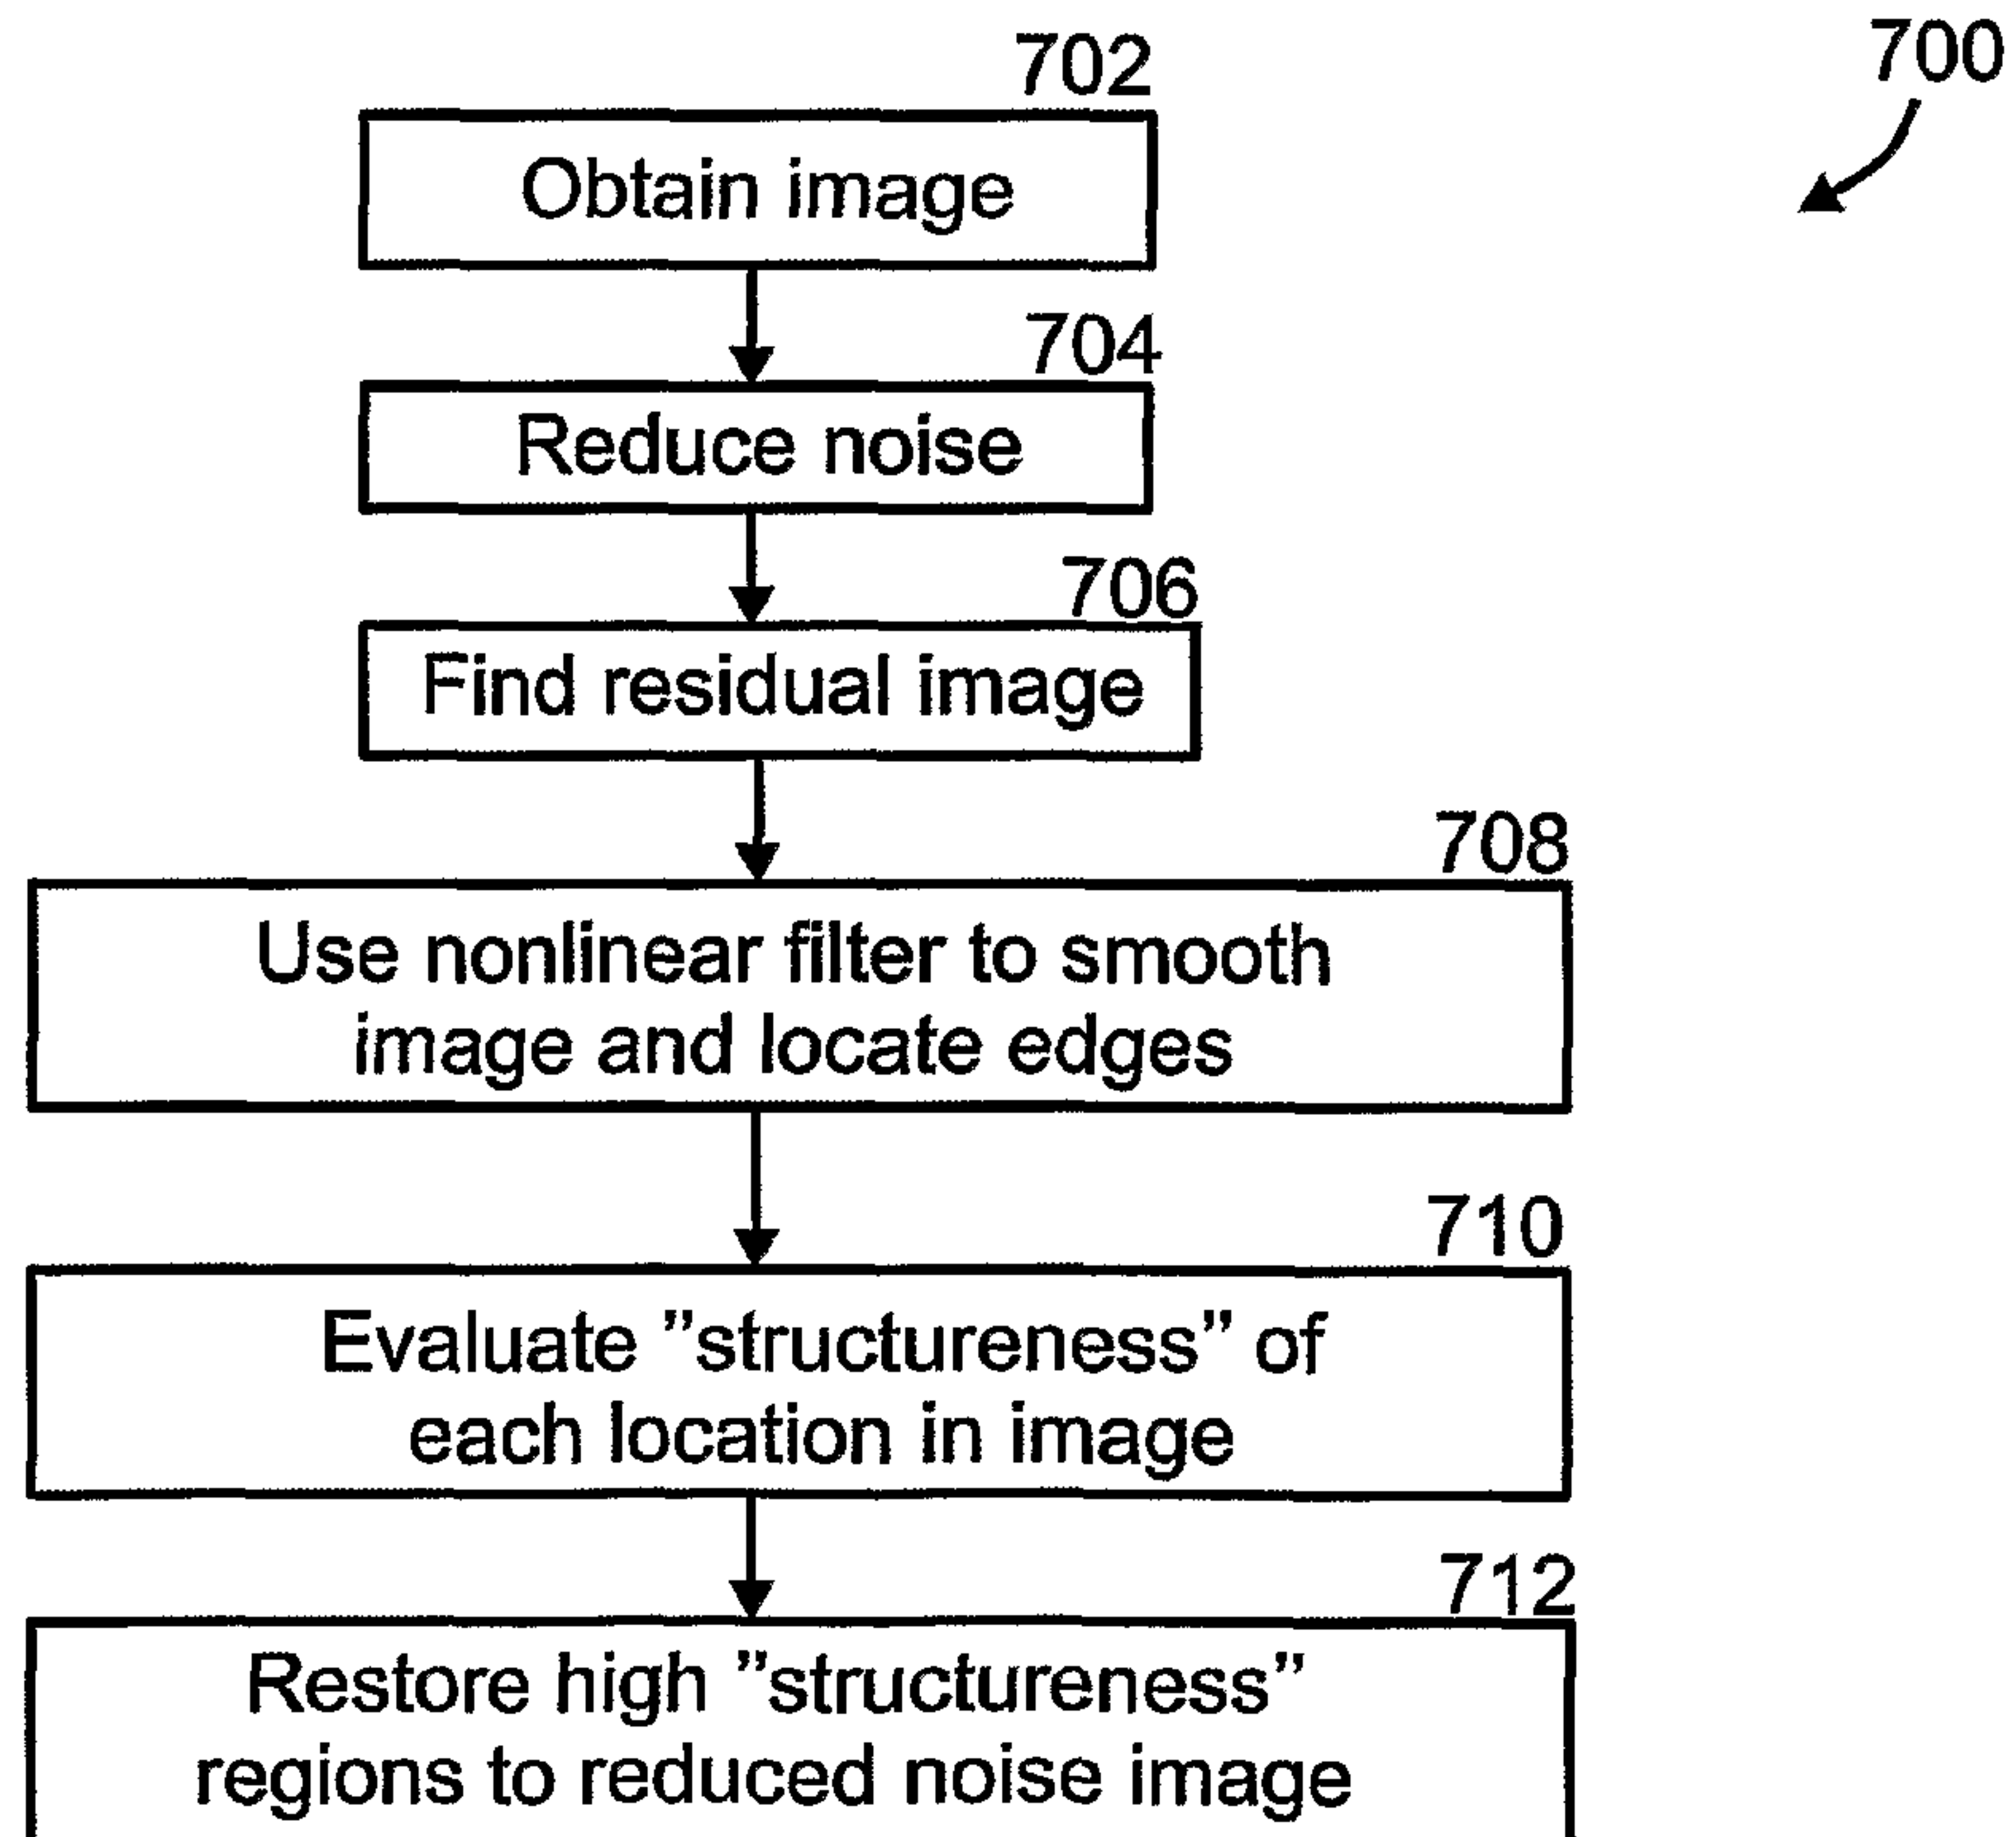 700
702
Obtain image
704
Reduce noise
706
Find residual image
708
Use nonlinear filter to smooth
image and locate edges
710
Evaluate ”structureness” of
each location in image
712
Restore high ”structureness”
regions to reduced noise image